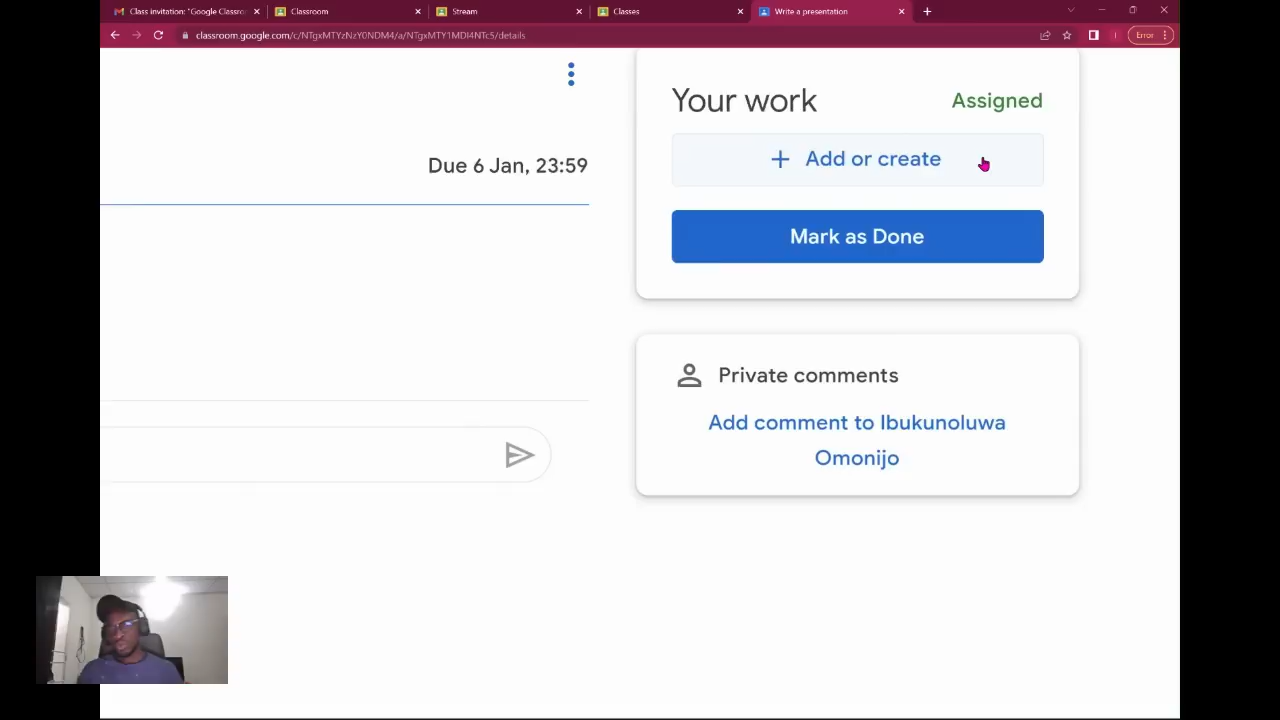 Class invitation: "Google Classro
Classroom
Stream
Classes
Write a presentation
classroom.google.com/c/NTgxMTYzNzY0NDM4/a/NTgxMTY1MDI4NTc5/details
Error
Your work
Assigned
+ Add or create
Due 6 Jan, 23:59
Mark as Done
Private comments
Add comment to Ibukunoluwa
Omonijo